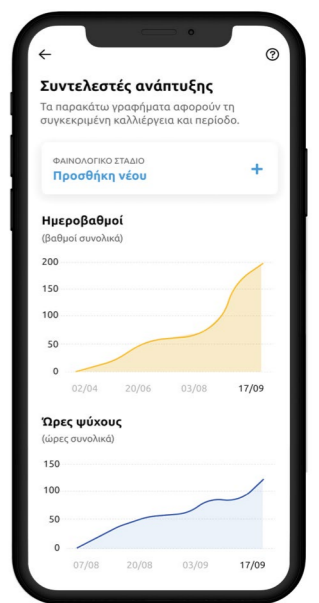 Συντελεστές ανάπτυξης
Τα παρακάτω γραφήματα αφορούν τη
συγκεκριμένη καλλιέργεια και περίοδο.
ΦΑΙΝΟΛΟΓΙΚΟ ΣΤΑΔΙΟ
Προσθήκη νέου
+
Ημεροβαθμοί
(βαθμοί συνολικά)
200
150
100
50
0
02/04 20/06 03/08 17/09
Ώρες ψύχους
(ώρες συνολικά)
150
100
50
0
07/08 20/08 03/09 17/09